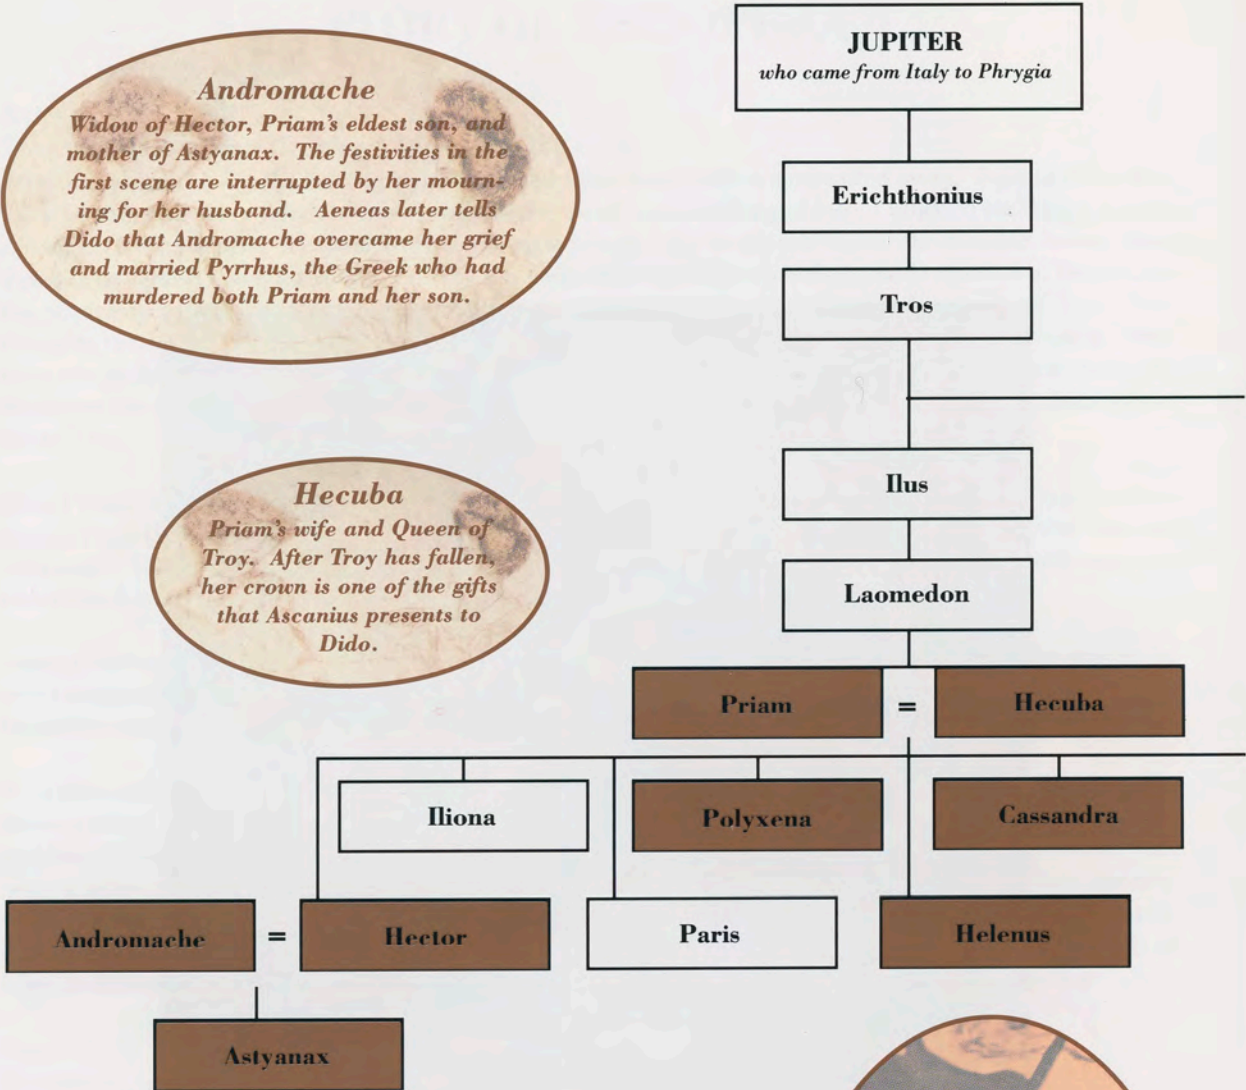 JUPITER
who came from Italy to Phrygia
Andromache
Widow of Hector, Priam's eldest son, and
mother of Astyanax. The festivities in the
first scene are interrupted by her mourn-
ing for her husband. Aeneas later tells
Dido that Andromache overcame her grief
and married Pyrrhus, the Greek who had
murdered both Priam and her son.
Erichthonius
Tros
Ilus
Hecuba
Priam's wife and Queen of
Troy. After Troy has fallen,
her crown is one of the gifts
that Ascanius presents to
Dido.
Laomedon
Priam = Hecuba
Iliona
Polyxena
Cassandra
Andromache = Hector
Paris
Helenus
Astyanax